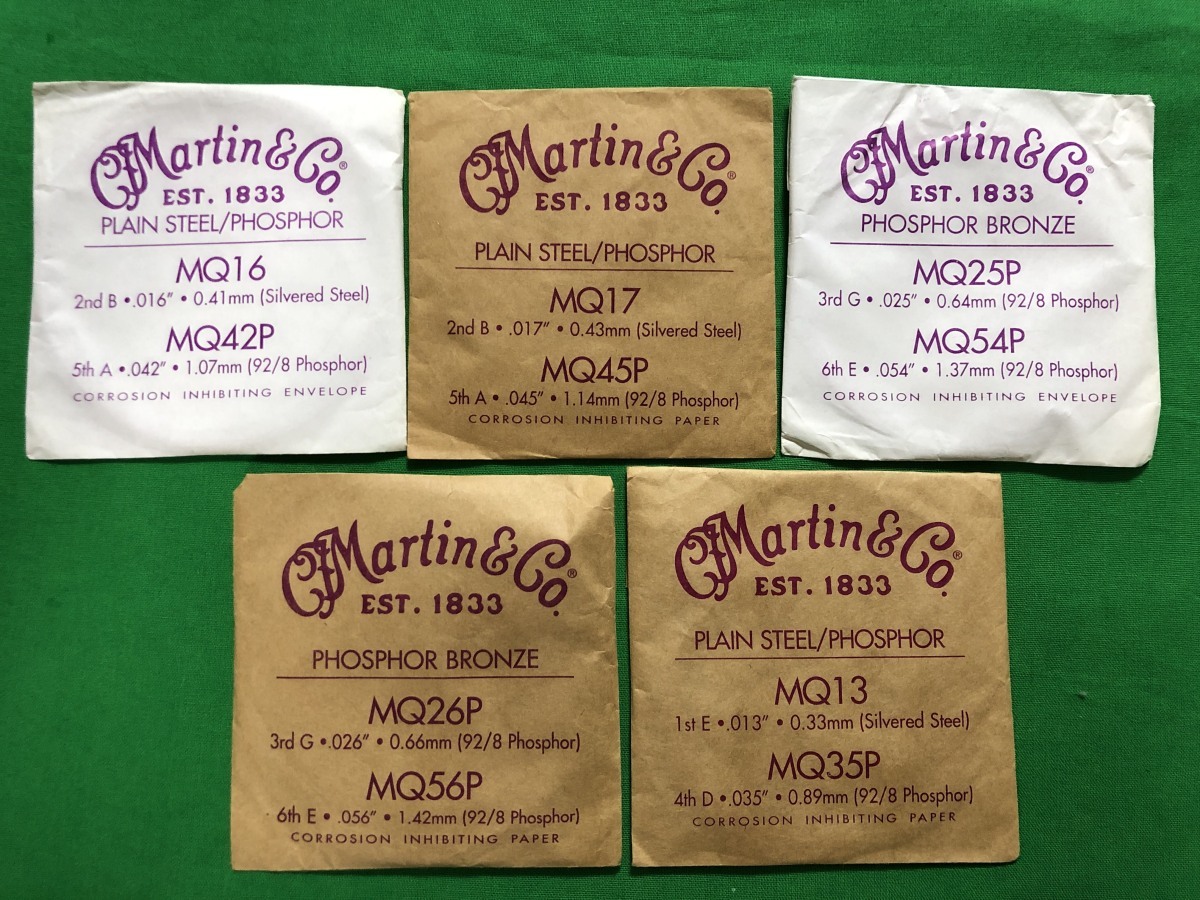 CFMartin & Co®
EST. 1833
PLAIN STEEL/PHOSPHOR
MQ16
2nd B • .016" • 0.41mm (Silvered Steel)
MQ42P
5th A • .042" • 1.07mm (92/8 Phosphor)
CORROSION INHIBITING ENVELOPE
CFMartin & Co®
EST. 1833
PLAIN STEEL/PHOSPHOR
MQ17
2nd B • .017" • 0.43mm (Silvered Steel)
MQ45P
5th A • .045" • 1.14mm (92/8 Phosphor)
CORROSION INHIBITING PAPER
CFMartin & Co®
EST. 1833
PHOSPHOR BRONZE
MQ25P
3rd G • .025" • 0.64mm (92/8 Phosphor)
MQ54P
6th E • .054" • 1.37mm (92/8 Phosphor)
CORROSION INHIBITING ENVELOPE
CFMartin & Co®
EST. 1833
PHOSPHOR BRONZE
MQ26P
3rd G • .026" • 0.66mm (92/8 Phosphor)
MQ56P
6th E • .056" • 1.42mm (92/8 Phosphor)
CORROSION INHIBITING PAPER
CFMartin & Co®
EST. 1833
PLAIN STEEL/PHOSPHOR
MQ13
1st E • .013" • 0.33mm (Silvered Steel)
MQ35P
4th D • .035" • 0.89mm (92/8 Phosphor)
CORROSION INHIBITING PAPER